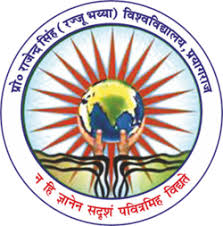 प्रो० राजेन्द्र सिंह ( रज्जू भय्या ) विश्वविद्यालय, प्रयागराज
न हि ज्ञानेन सदृशं पवित्रमिह विद्यते